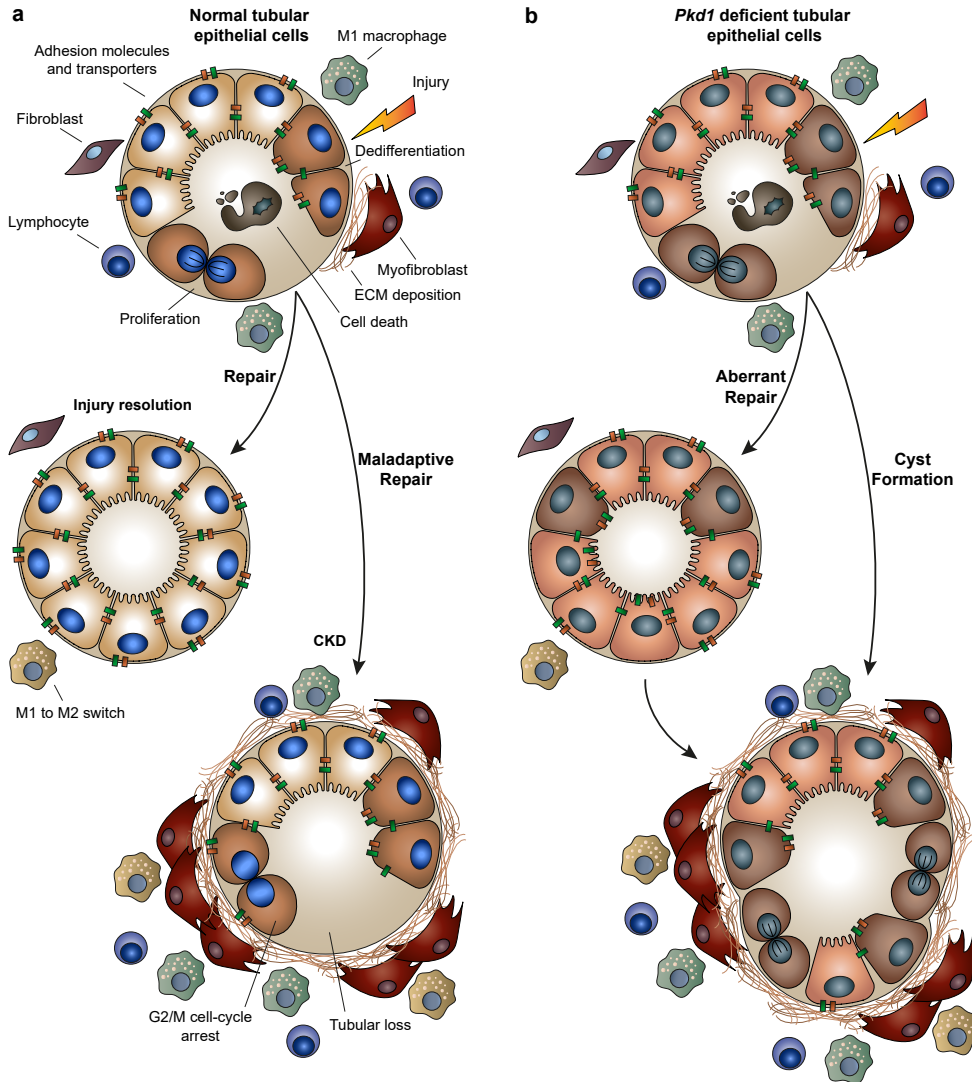 a
Normal tubular
epithelial cells
Adhesion molecules
and transporters
M1 macrophage
Injury
Fibroblast
Dedifferentiation
Lymphocyte
Myofibroblast
ECM deposition
Proliferation
Cell death
Repair
Injury resolution
Maladaptive
Repair
CKD
M1 to M2 switch
G2/M cell-cycle
arrest
Tubular loss
b
Pkd1 deficient tubular
epithelial cells
Aberrant
Repair
Cyst
Formation